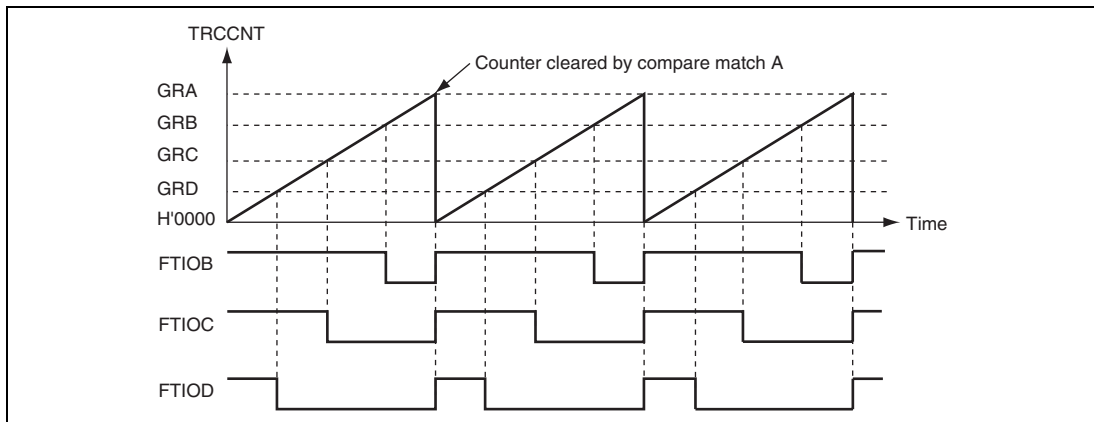 TRCCNT
Counter cleared by compare match A
GRA
GRB
GRC
GRD
H'0000
Time
FTIOB
FTIOC
FTIOD